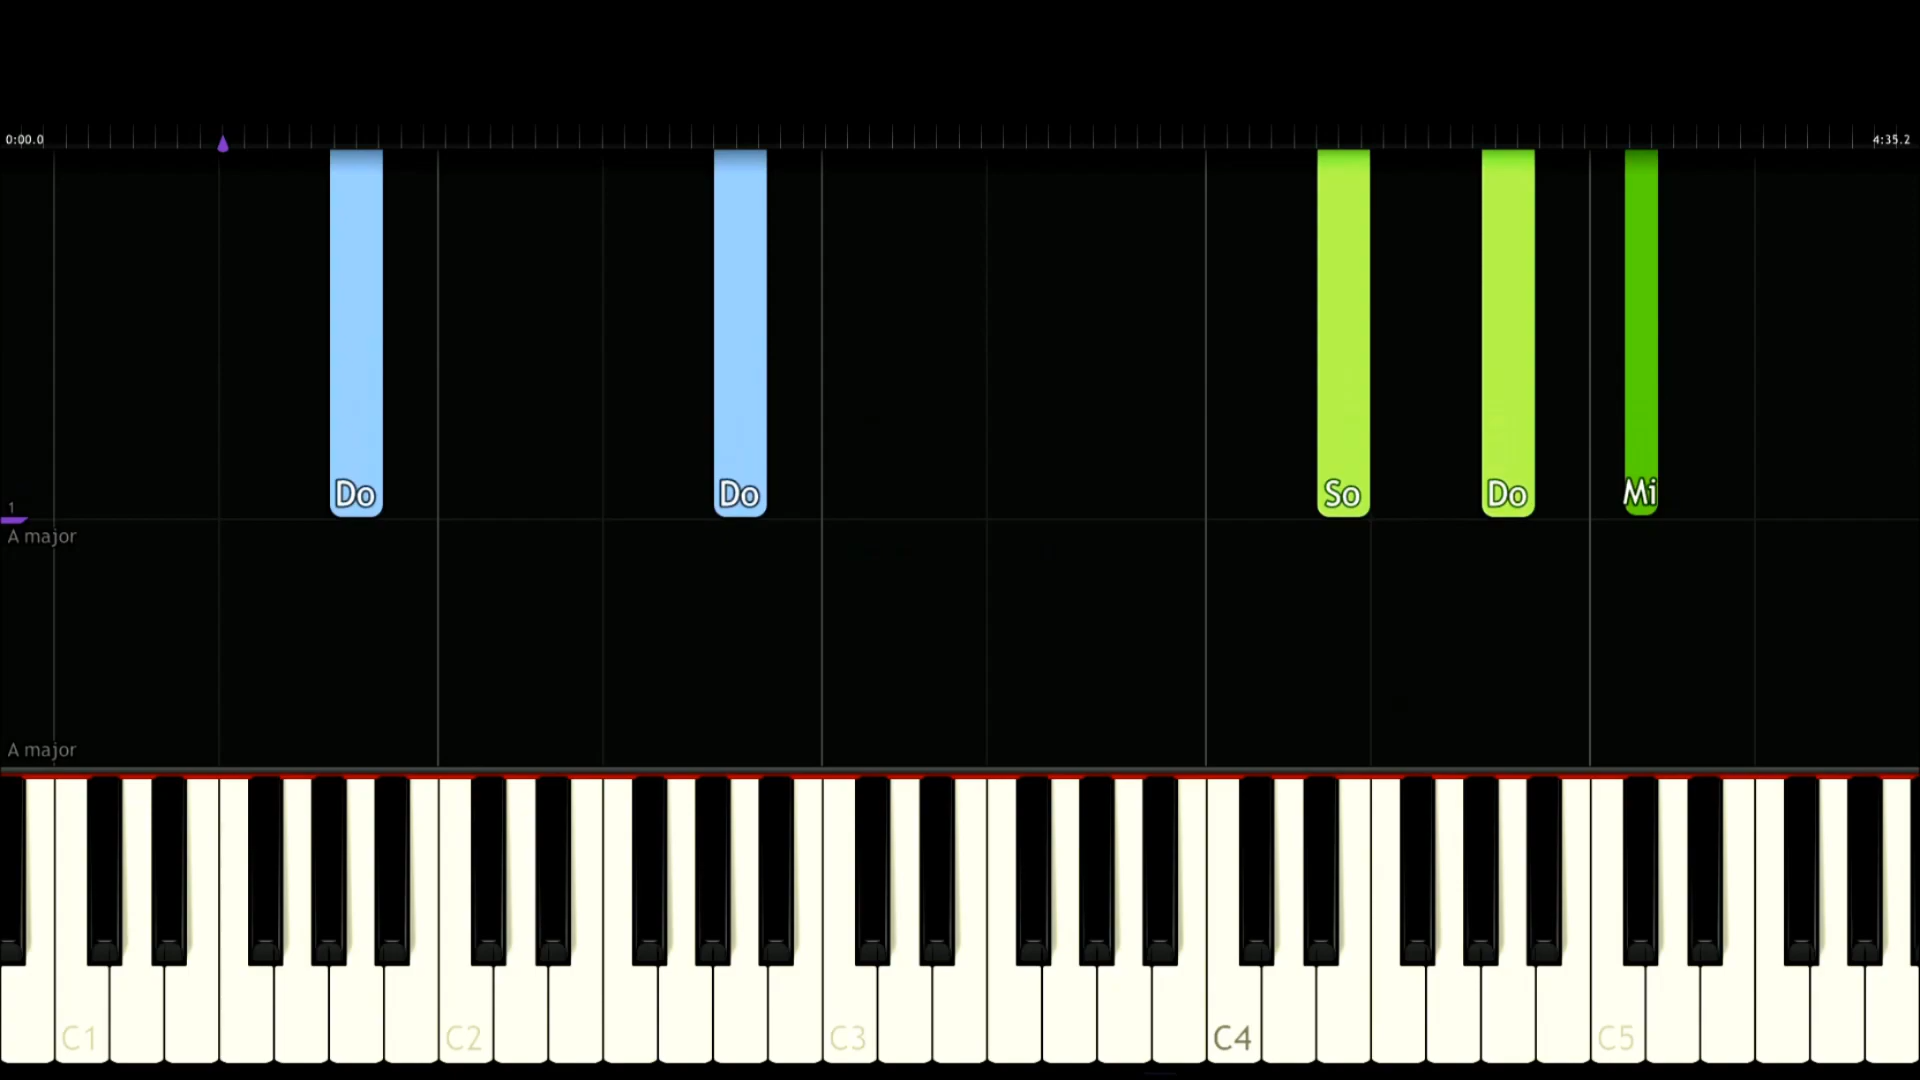 0:00.0 4:35.2
Do Do So Do Mi
1
A major
A major
C1 C2 C3 C4 C5